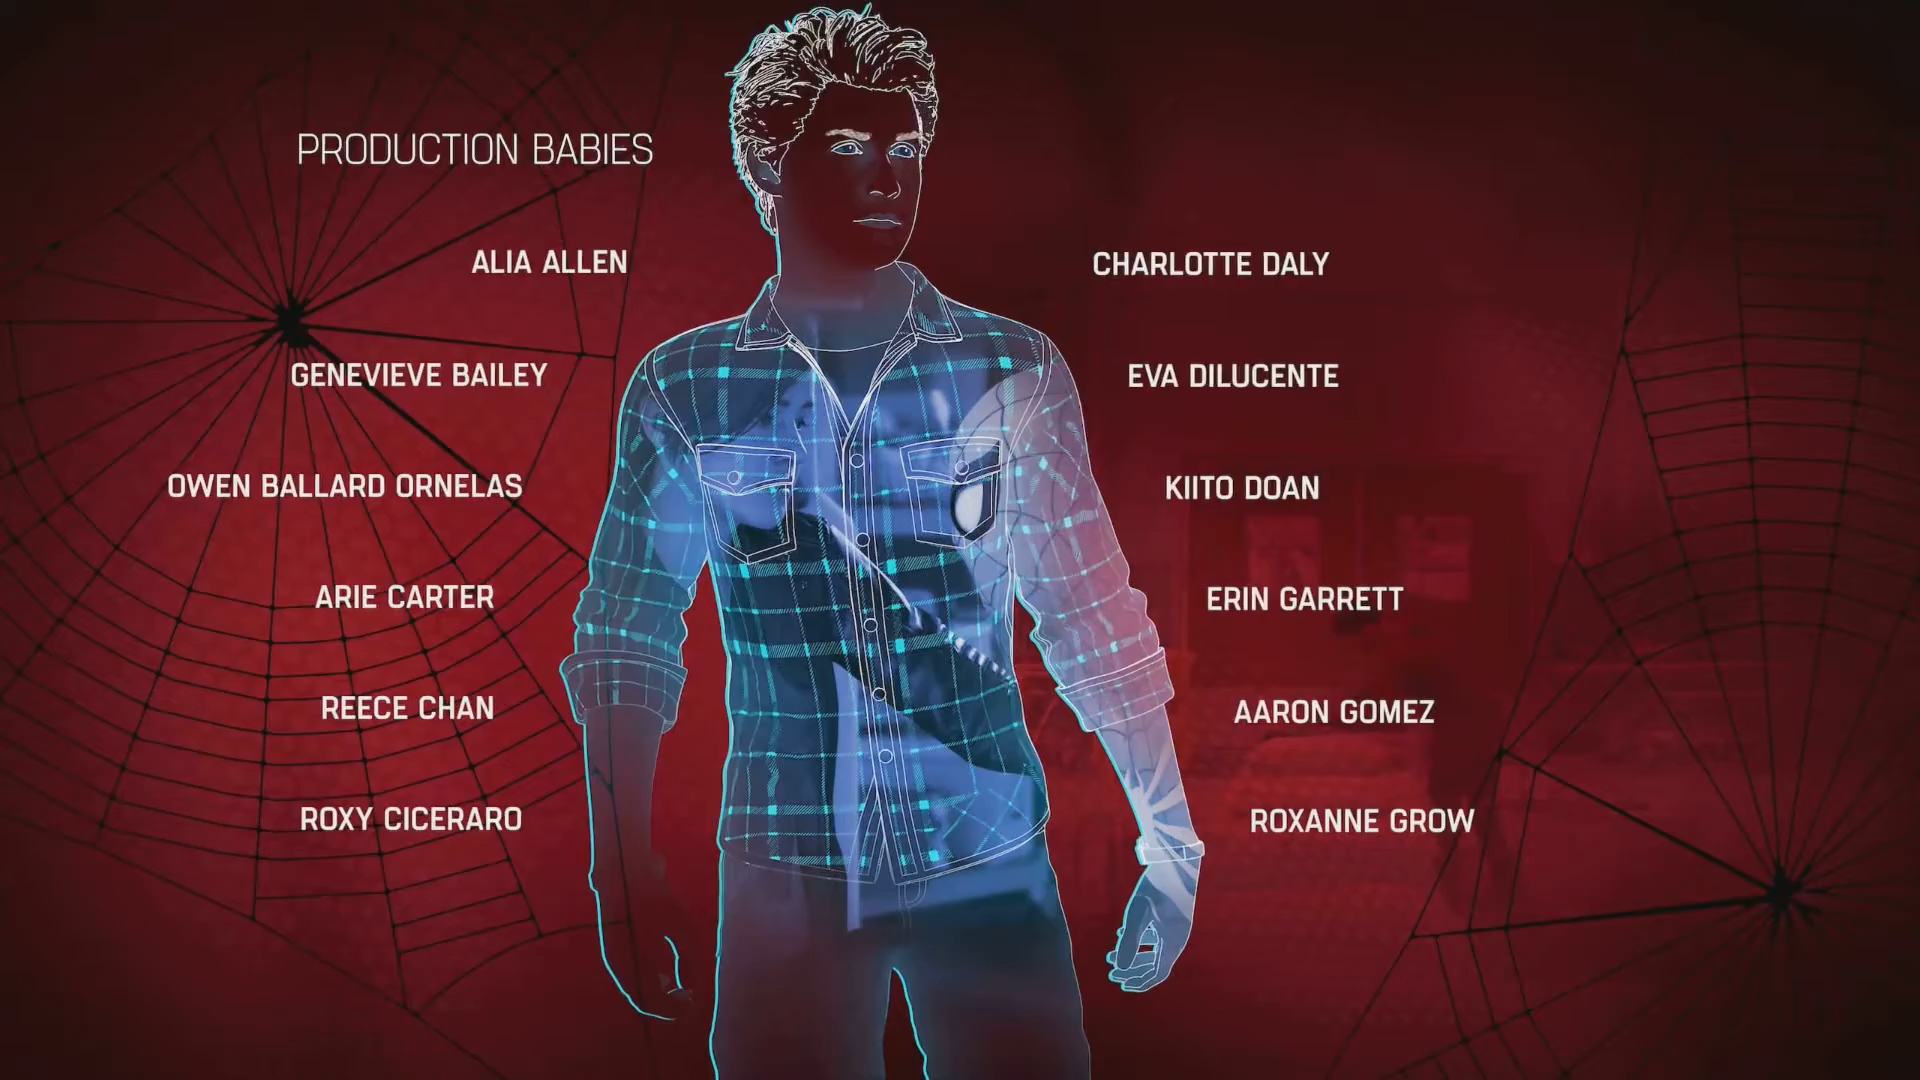 PRODUCTION BABIES
ALIA ALLEN
GENEVIEVE BAILEY
OWEN BALLARD ORNELAS
ARIE CARTER
REECE CHAN
ROXY CICERARO
CHARLOTTE DALY
EVA DILUCENTE
KIITO DOAN
ERIN GARRETT
AARON GOMEZ
ROXANNE GROW